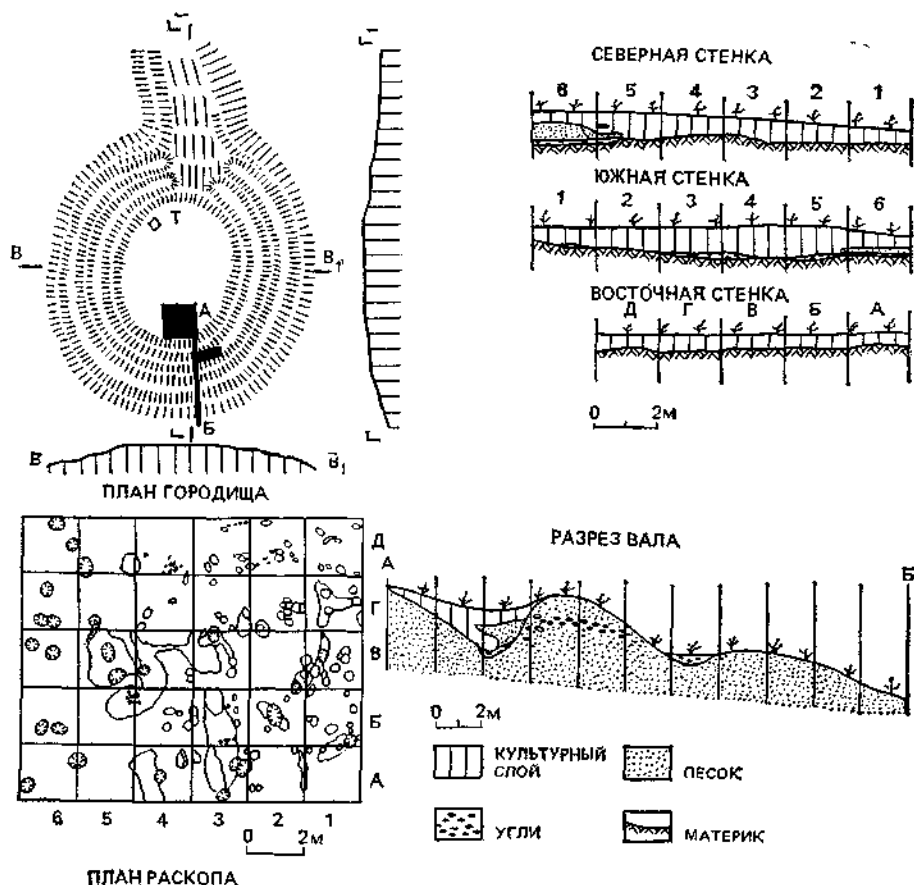 Г
Г₁
Т
В
В₁
А
Б
Г
Г
В
В₁
ПЛАН ГОРОДИЩА
СЕВЕРНАЯ СТЕНКА
6 5 4 3 2 1
ЮЖНАЯ СТЕНКА
1 2 3 4 5 6
ВОСТОЧНАЯ СТЕНКА
Д Г В Б А
0 2м
Д
Г
В
Б
А
6 5 4 3 2 1
0 2м
ПЛАН РАСКОПА
РАЗРЕЗ ВАЛА
А
Б
0 2м
КУЛЬТУРНЫЙ
СЛОЙ
ПЕСОК
УГЛИ
МАТЕРИК